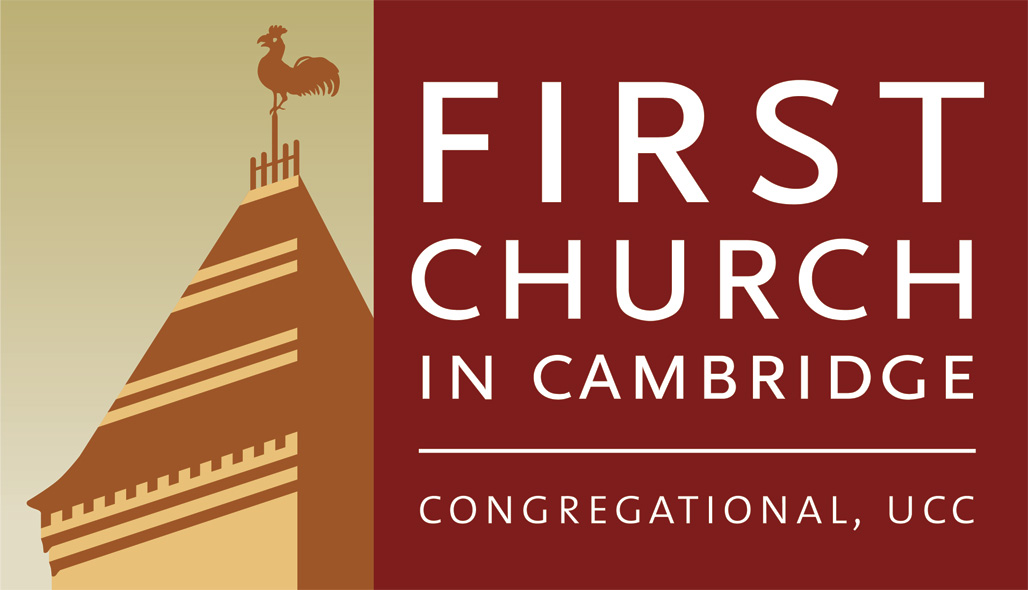 FIRST
CHURCH
IN CAMBRIDGE
CONGREGATIONAL, UCC